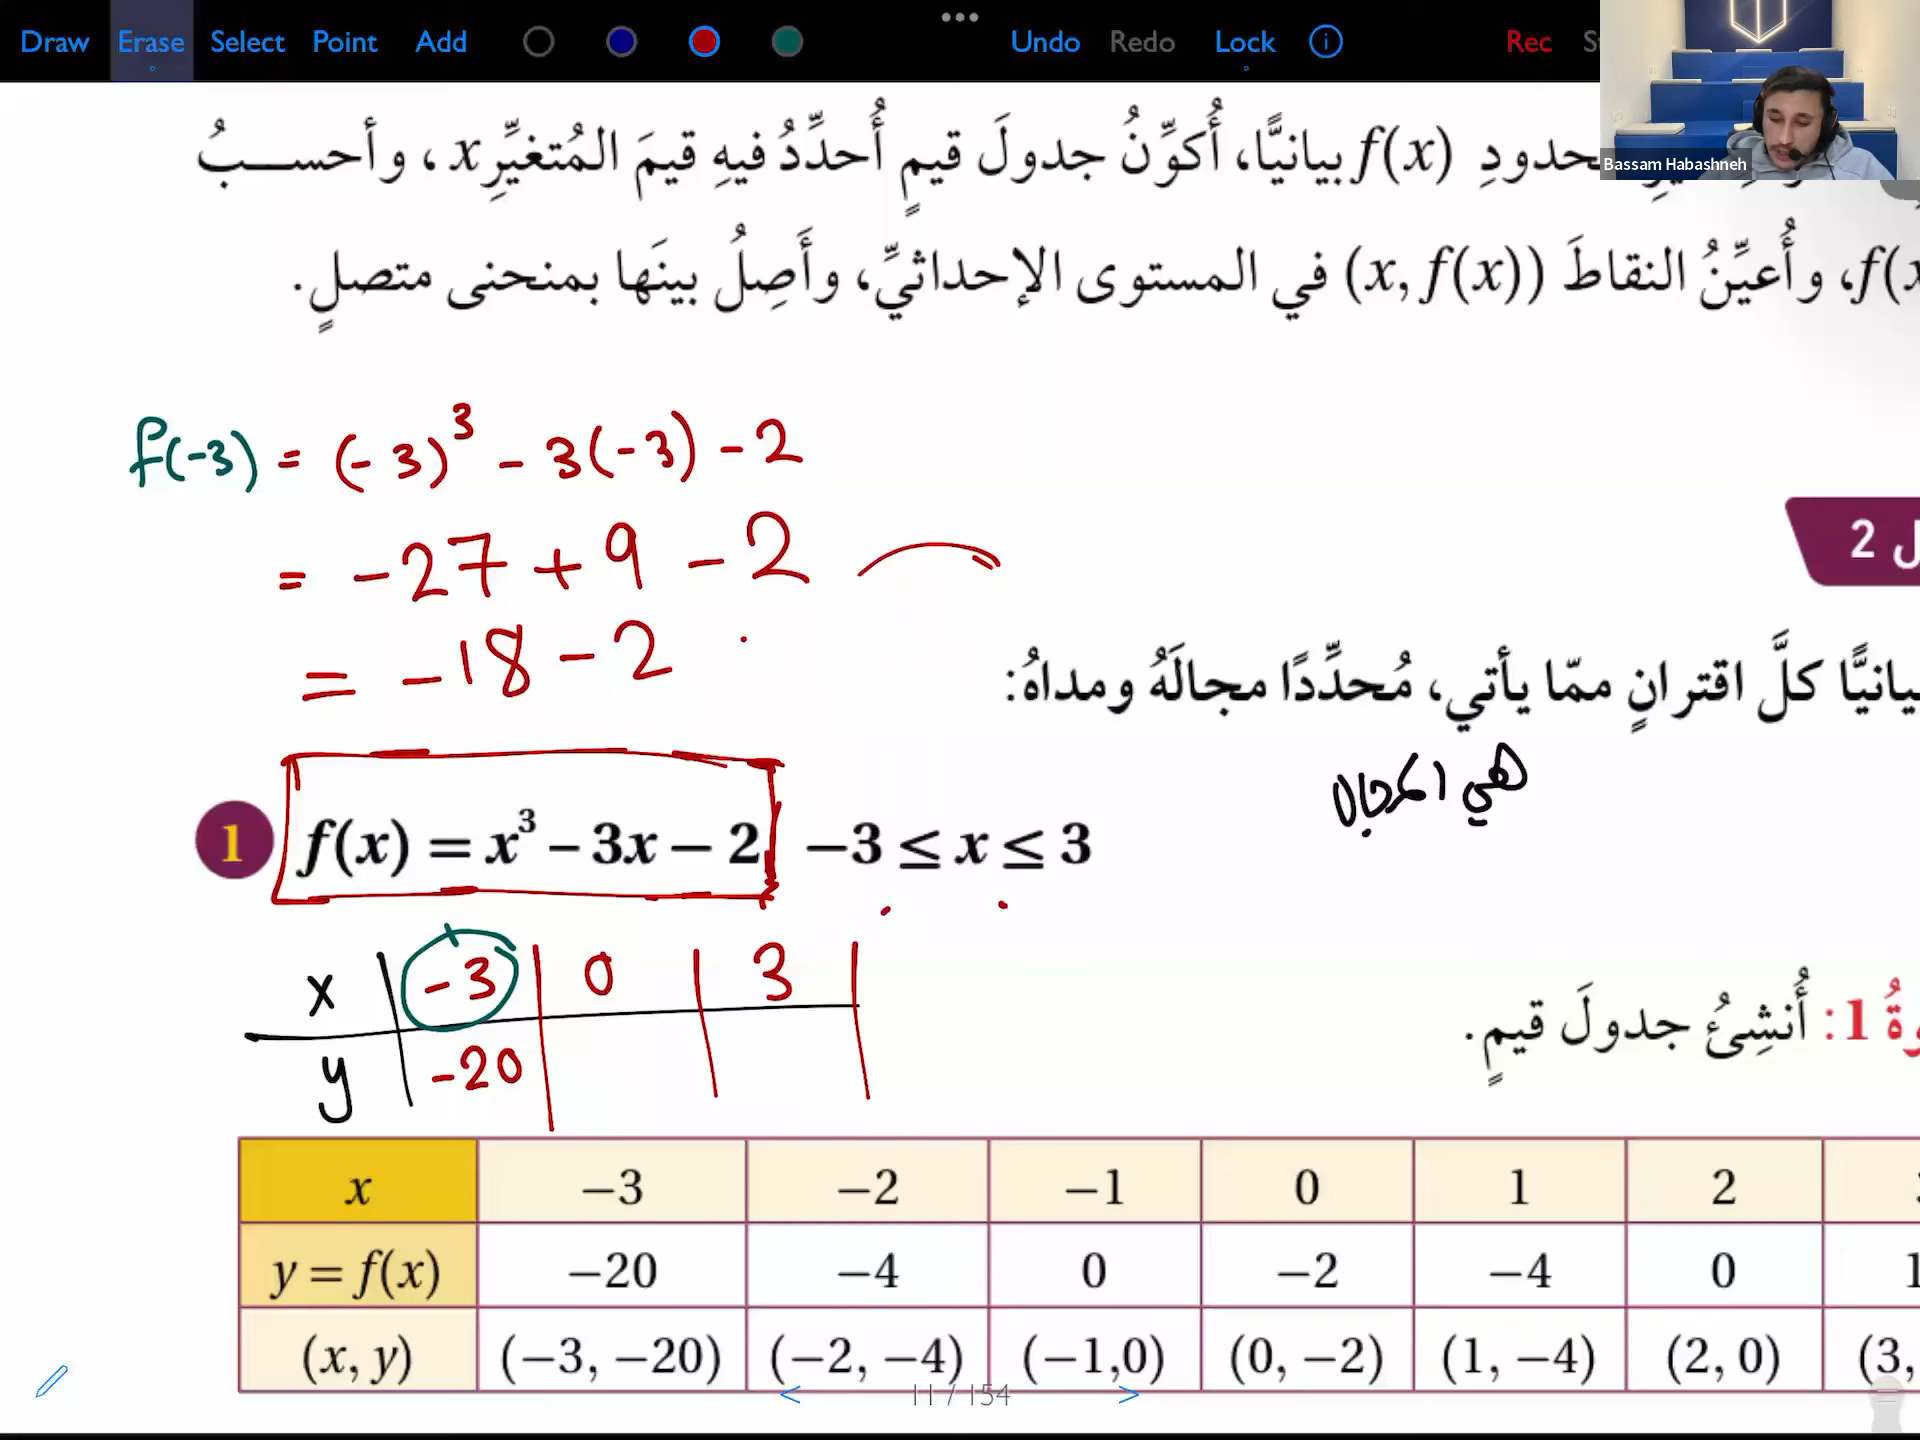 Draw Erase Select Point Add Undo Redo Lock Rec
Bassam Habashneh
f(x) بيانيًّا، أُكوِّنُ جدولَ قيمٍ أُحدِّدُ فيهِ قيمَ المُتغيِّرِ x، وأحسبُ
وأُعيِّنُ النقاطَ (x, f(x)) في المستوى الإحداثيِّ، وأَصِلُ بينَها بمنحنى متصلٍ.
f(-3) = (-3)³ - 3(-3) - 2
= -27 + 9 - 2
= -18 - 2
2
كلَّ اقترانٍ ممّا يأتي، مُحدِّدًا مجالَهُ ومداهُ:
هي المجال
1 f(x) = x³ − 3x − 2 −3 ≤ x ≤ 3
x -3 0 3
y -20
1: أُنشِئُ جدولَ قيمٍ.
x −3 −2 −1 0 1 2
y = f(x) −20 −4 0 −2 −4 0
(x, y) (−3, −20) (−2, −4) (−1,0) (0, −2) (1, −4) (2, 0) (3,
< 11 / 154 >